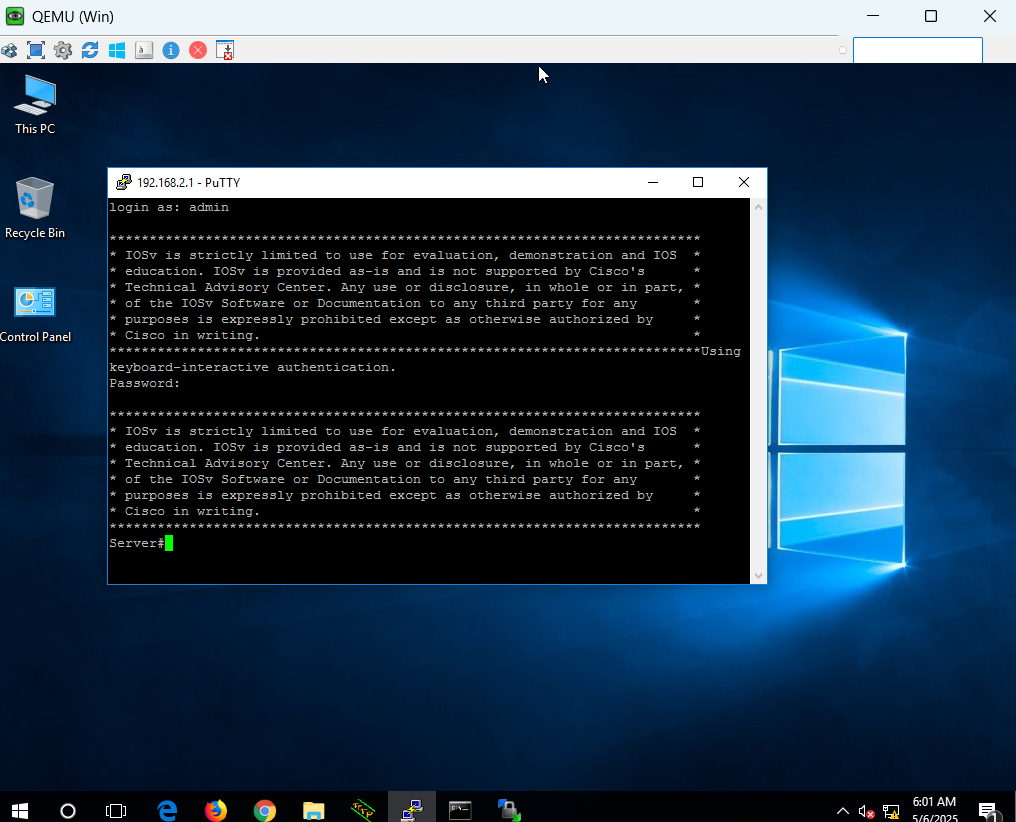 QEMU (Win)
This PC
Recycle Bin
Control Panel
192.168.2.1 - PuTTY
login as: admin
***************************************************************************
* IOSv is strictly limited to use for evaluation, demonstration and IOS  *
* education. IOSv is provided as-is and is not supported by Cisco's      *
* Technical Advisory Center. Any use or disclosure, in whole or in part, *
* of the IOSv Software or Documentation to any third party for any       *
* purposes is expressly prohibited except as otherwise authorized by     *
* Cisco in writing.                                                      *
***************************************************************************Using
keyboard-interactive authentication.
Password:
***************************************************************************
* IOSv is strictly limited to use for evaluation, demonstration and IOS  *
* education. IOSv is provided as-is and is not supported by Cisco's      *
* Technical Advisory Center. Any use or disclosure, in whole or in part, *
* of the IOSv Software or Documentation to any third party for any       *
* purposes is expressly prohibited except as otherwise authorized by     *
* Cisco in writing.                                                      *
***************************************************************************
Server#
6:01 AM
5/6/2025
1